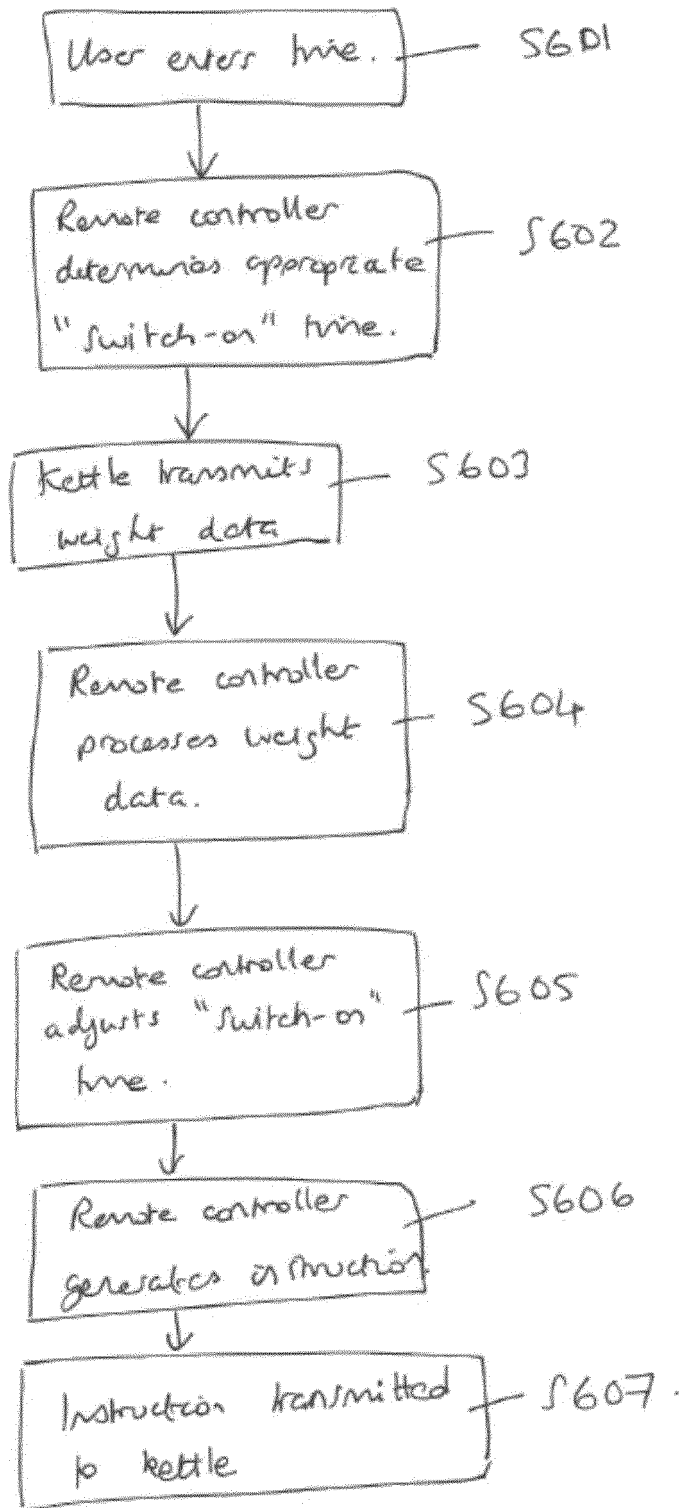 User enters time. S601
Remote controller
determines appropriate S602
"switch-on" time.
Kettle transmits S603
weight data
Remote controller
processes weight S604
data.
Remote controller
adjusts "switch-on" S605
time.
Remote controller S606
generates instruction.
Instruction transmitted S607.
to kettle